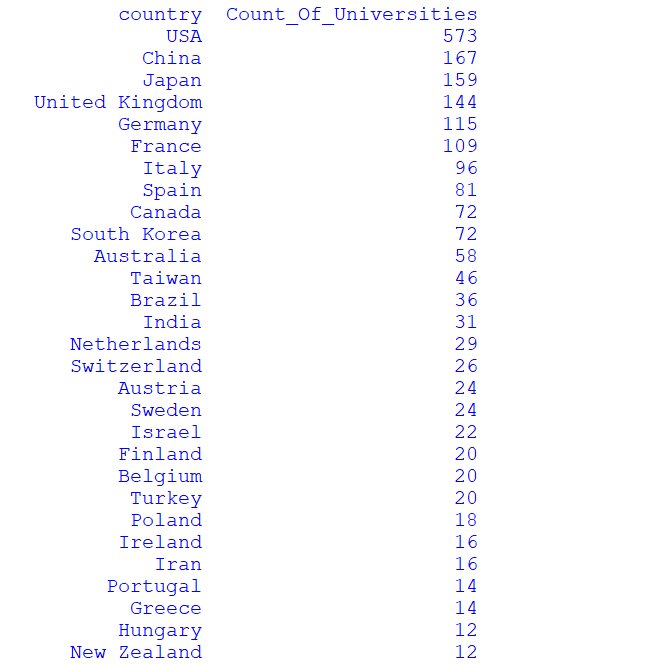 country Count_Of_Universities
USA 573
China 167
Japan 159
United Kingdom 144
Germany 115
France 109
Italy 96
Spain 81
Canada 72
South Korea 72
Australia 58
Taiwan 46
Brazil 36
India 31
Netherlands 29
Switzerland 26
Austria 24
Sweden 24
Israel 22
Finland 20
Belgium 20
Turkey 20
Poland 18
Ireland 16
Iran 16
Portugal 14
Greece 14
Hungary 12
New Zealand 12